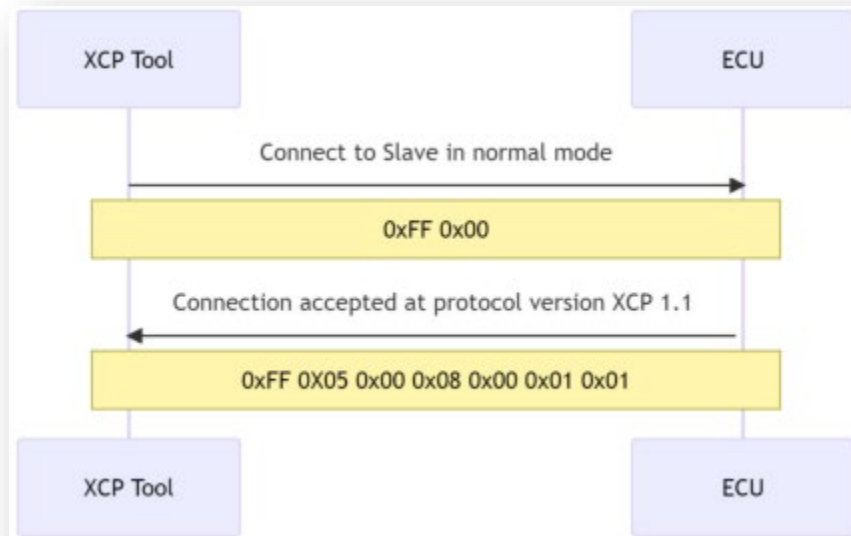 XCP Tool
ECU
Connect to Slave in normal mode
0xFF 0x00
Connection accepted at protocol version XCP 1.1
0xFF 0X05 0x00 0x08 0x00 0x01 0x01
XCP Tool
ECU